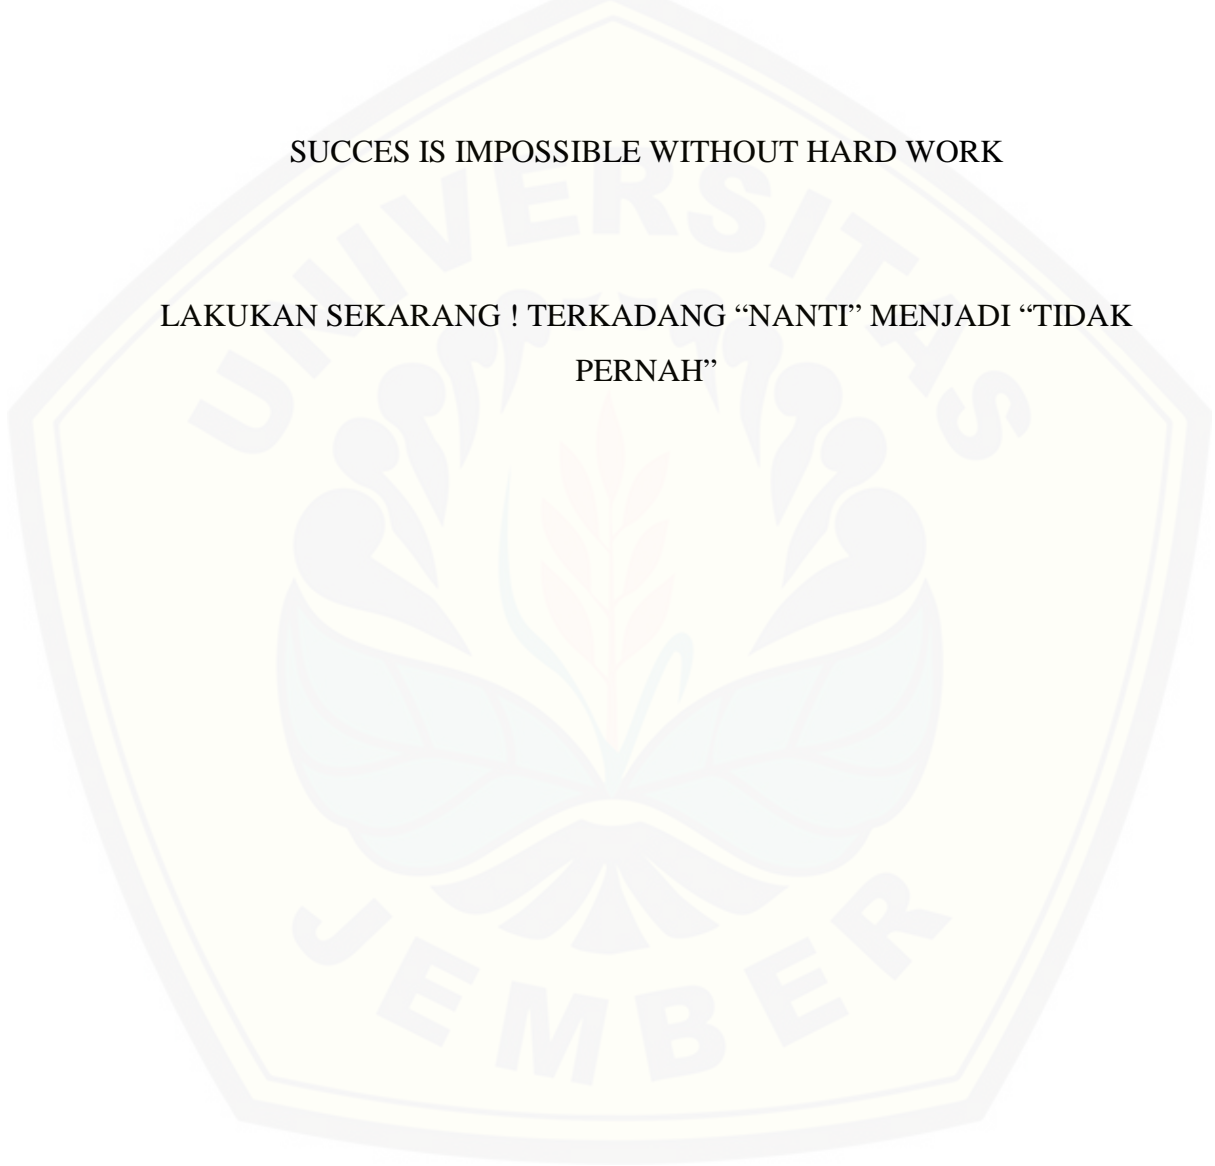 SUCCES IS IMPOSSIBLE WITHOUT HARD WORK
LAKUKAN SEKARANG ! TERKADANG “NANTI” MENJADI “TIDAK
PERNAH”
UNIVERSITAS
JEMBER